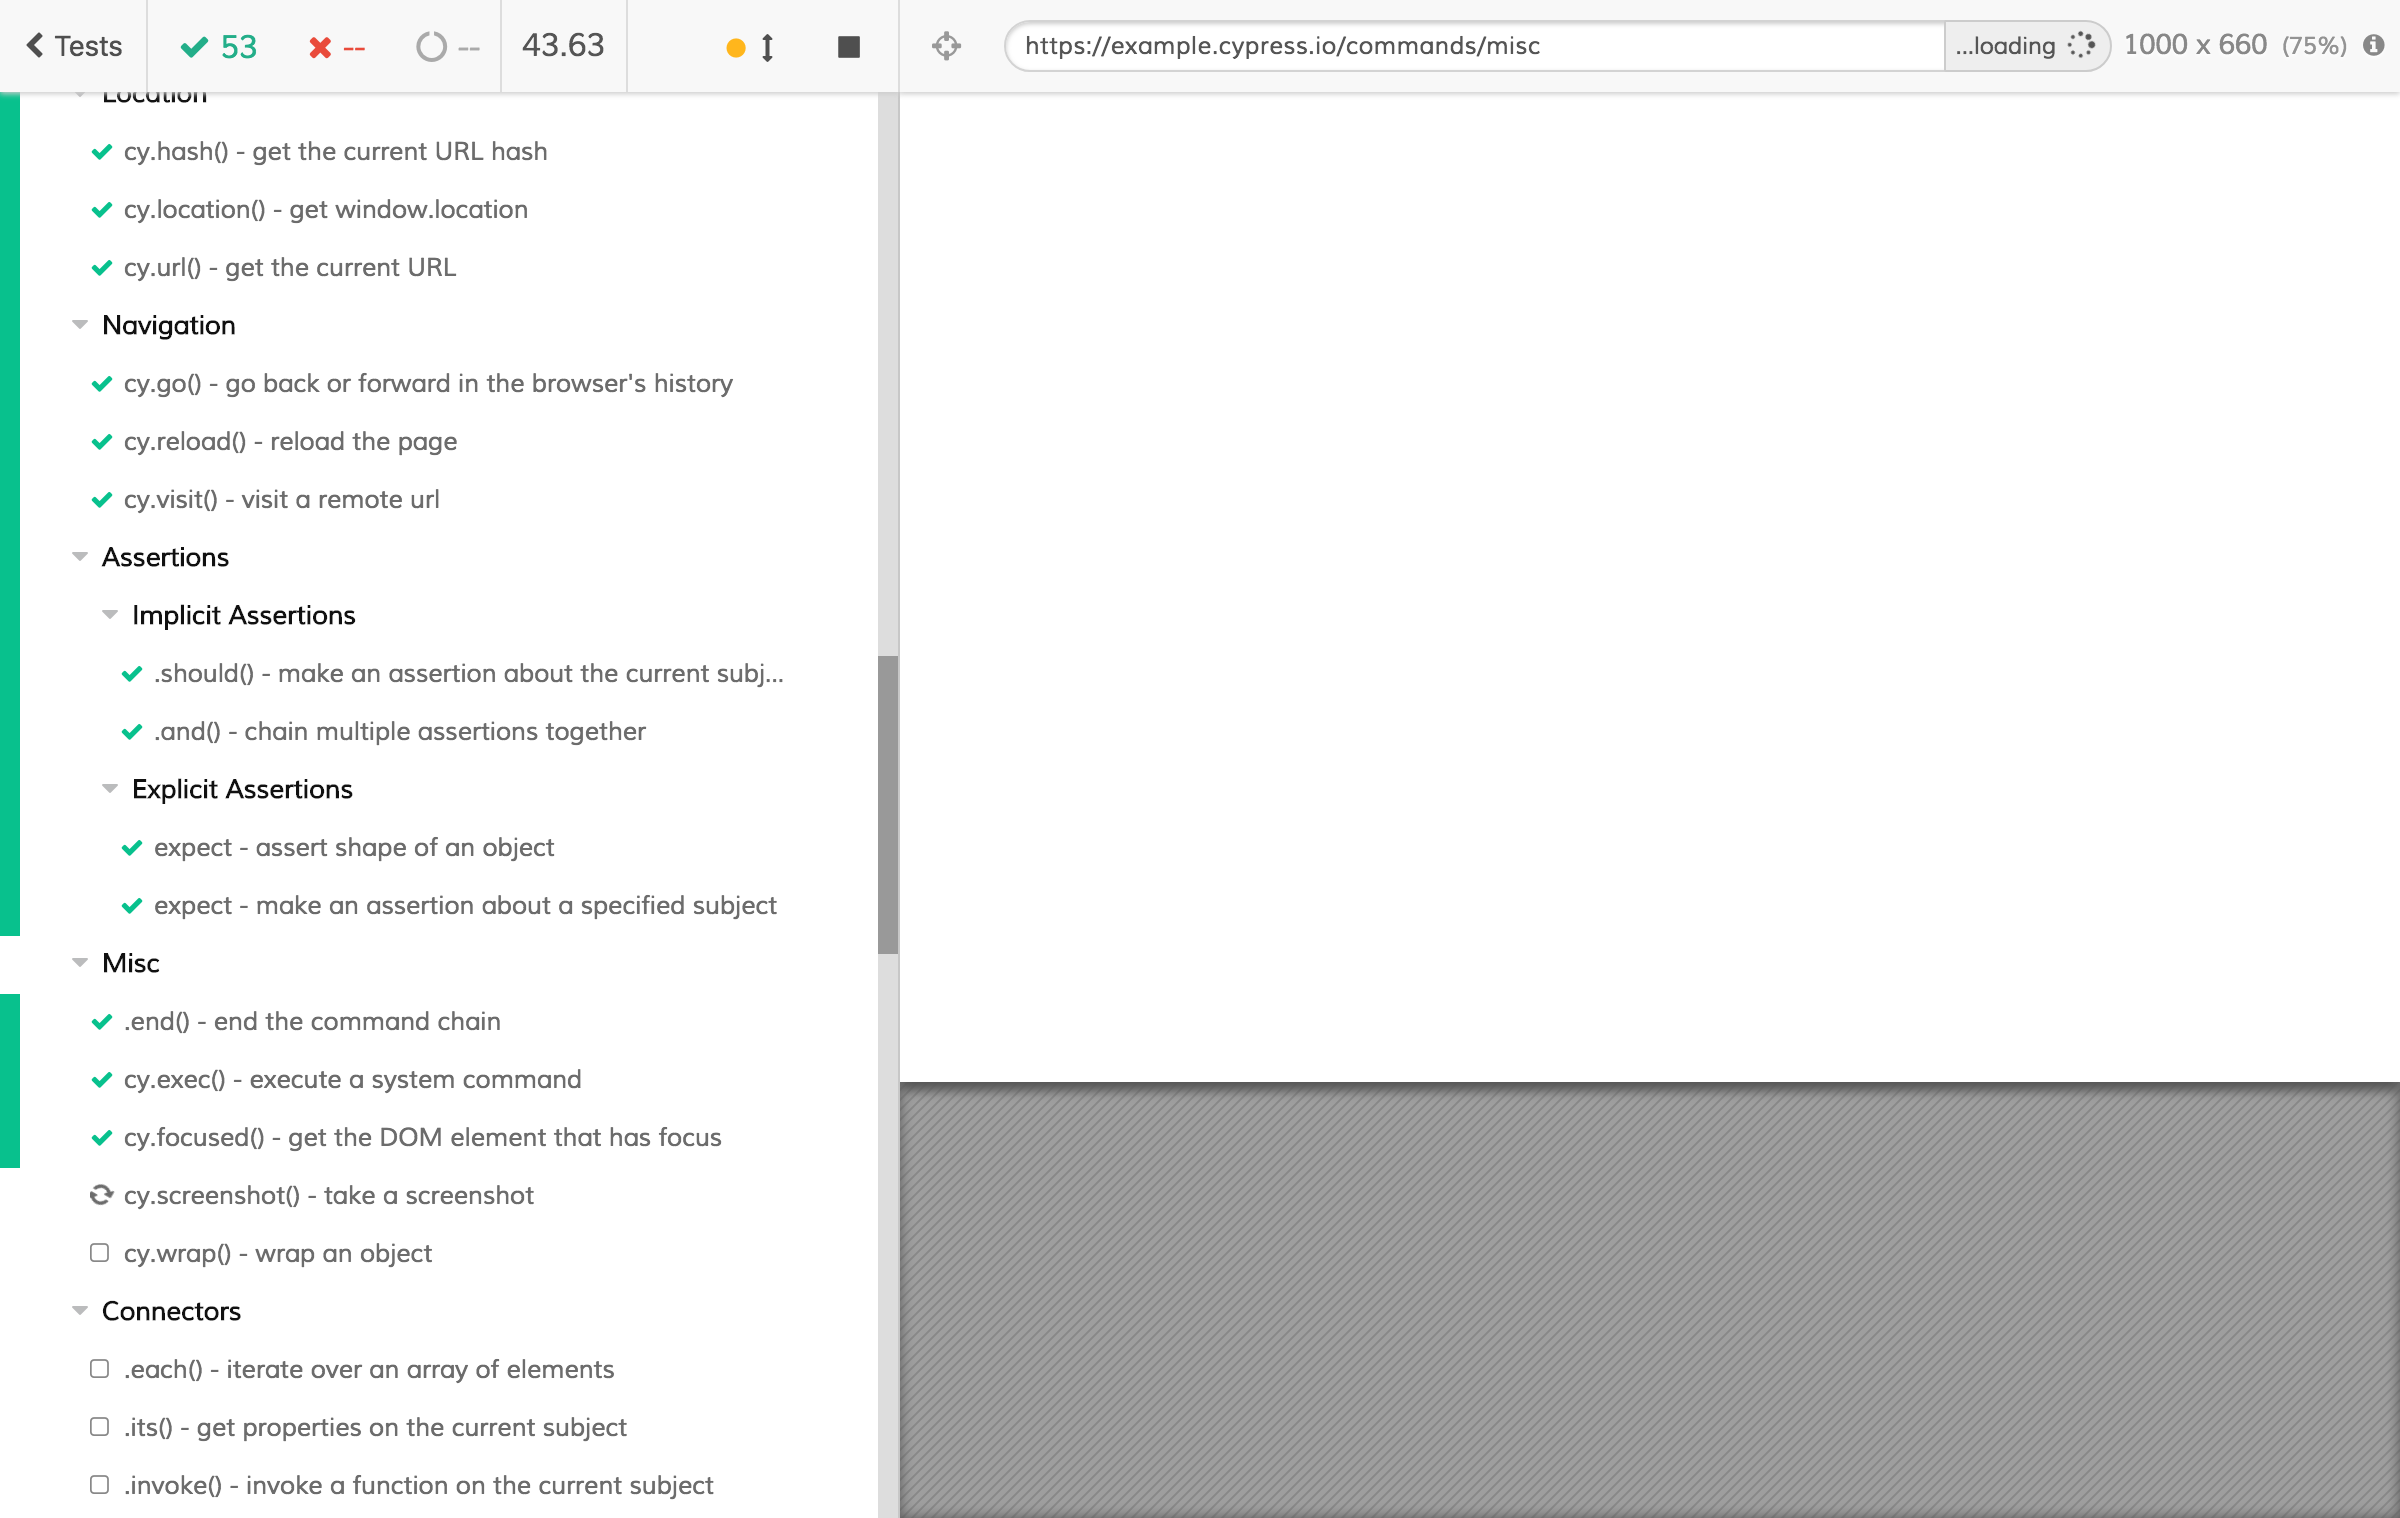 Tests 53 -- -- 43.63
https://example.cypress.io/commands/misc ...loading 1000 x 660 (75%)
Location
cy.hash() - get the current URL hash
cy.location() - get window.location
cy.url() - get the current URL
Navigation
cy.go() - go back or forward in the browser's history
cy.reload() - reload the page
cy.visit() - visit a remote url
Assertions
Implicit Assertions
.should() - make an assertion about the current subj...
.and() - chain multiple assertions together
Explicit Assertions
expect - assert shape of an object
expect - make an assertion about a specified subject
Misc
.end() - end the command chain
cy.exec() - execute a system command
cy.focused() - get the DOM element that has focus
cy.screenshot() - take a screenshot
cy.wrap() - wrap an object
Connectors
.each() - iterate over an array of elements
.its() - get properties on the current subject
.invoke() - invoke a function on the current subject